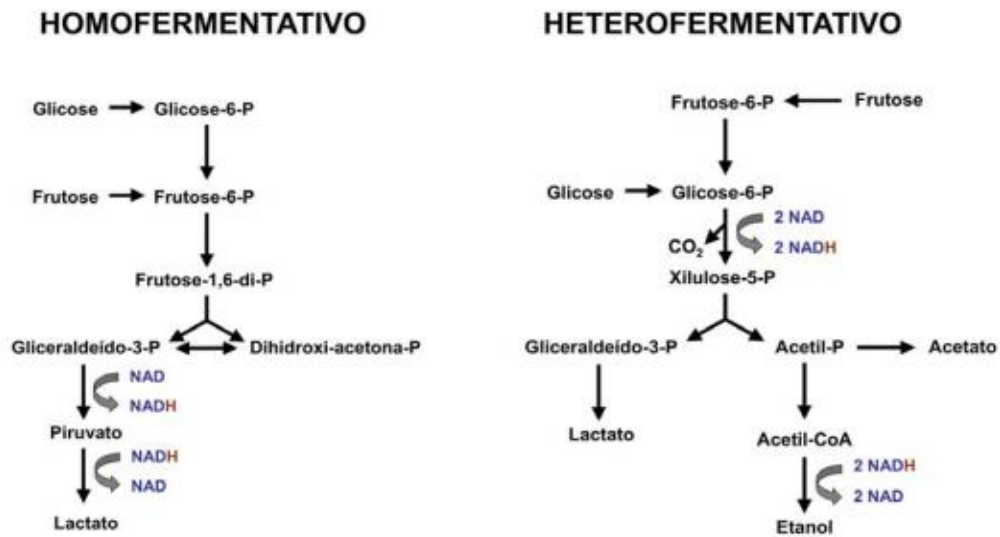 HOMOFERMENTATIVO
Glicose Glicose-6-P
Frutose Frutose-6-P
Frutose-1,6-di-P
Gliceraldeído-3-P Dihidroxi-acetona-P
NAD
NADH
Piruvato
NADH
NAD
Lactato
HETEROFERMENTATIVO
Frutose-6-P Frutose
Glicose Glicose-6-P
2 NAD
CO₂ 2 NADH
Xilulose-5-P
Gliceraldeído-3-P Acetil-P Acetato
Lactato Acetil-CoA
2 NADH
2 NAD
Etanol